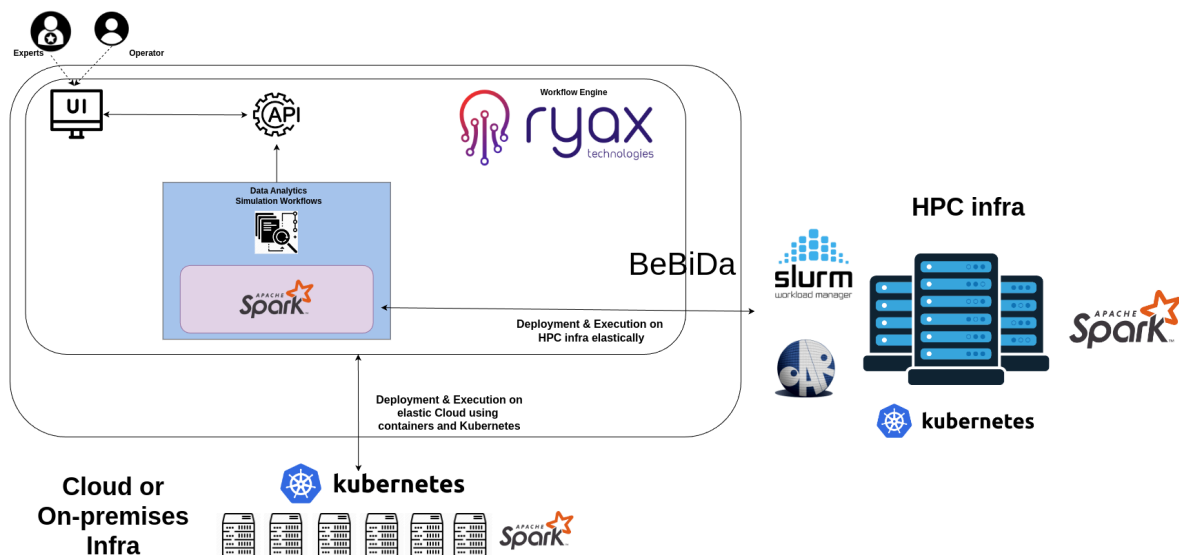 Experts
Operator
UI
API
Workflow Engine
ryax
technologies
Data Analytics
Simulation Workflows
APACHE
Spark
BeBiDa
Deployment & Execution on
HPC infra elastically
HPC infra
slurm
workload manager
OAR
APACHE
Spark
kubernetes
Deployment & Execution on
elastic Cloud using
containers and Kubernetes
Cloud or
On-premises
Infra
kubernetes
APACHE
Spark